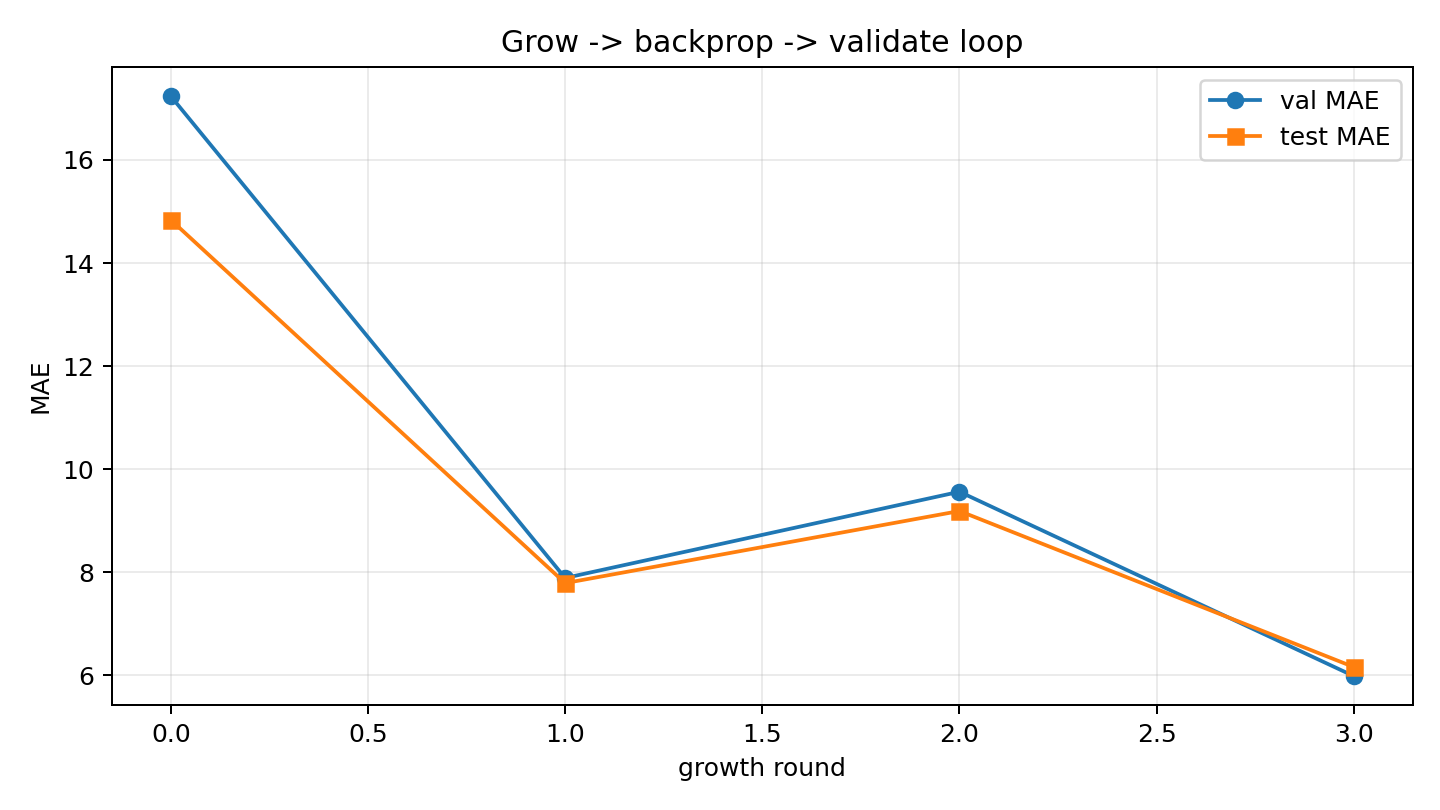 Grow -> backprop -> validate loop
val MAE
test MAE
16
14
12
10
8
6
MAE
0.0 0.5 1.0 1.5 2.0 2.5 3.0
growth round